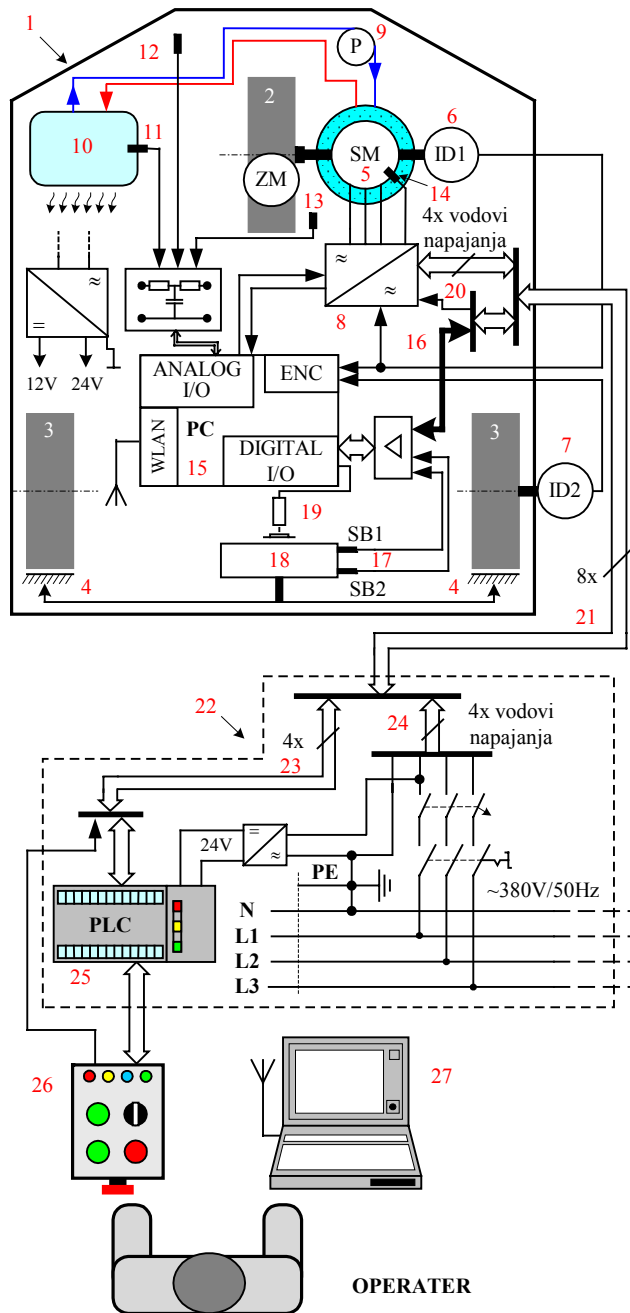 1
12
P
9
2
6
10
11
SM
5
ID1
ZM
14
13
4x vodovi
napajanja
≈
≈
=
≈
8
20
16
12V
24V
ANALOG
I/O
ENC
WLAN
PC
15
DIGITAL
I/O
3
3
7
ID2
19
SB1
18
17
SB2
4
4
8x
21
22
4x
24
4x vodovi
napajanja
23
24V
=
≈
PE
~380V/50Hz
PLC
N
L1
L2
L3
25
26
27
OPERATER